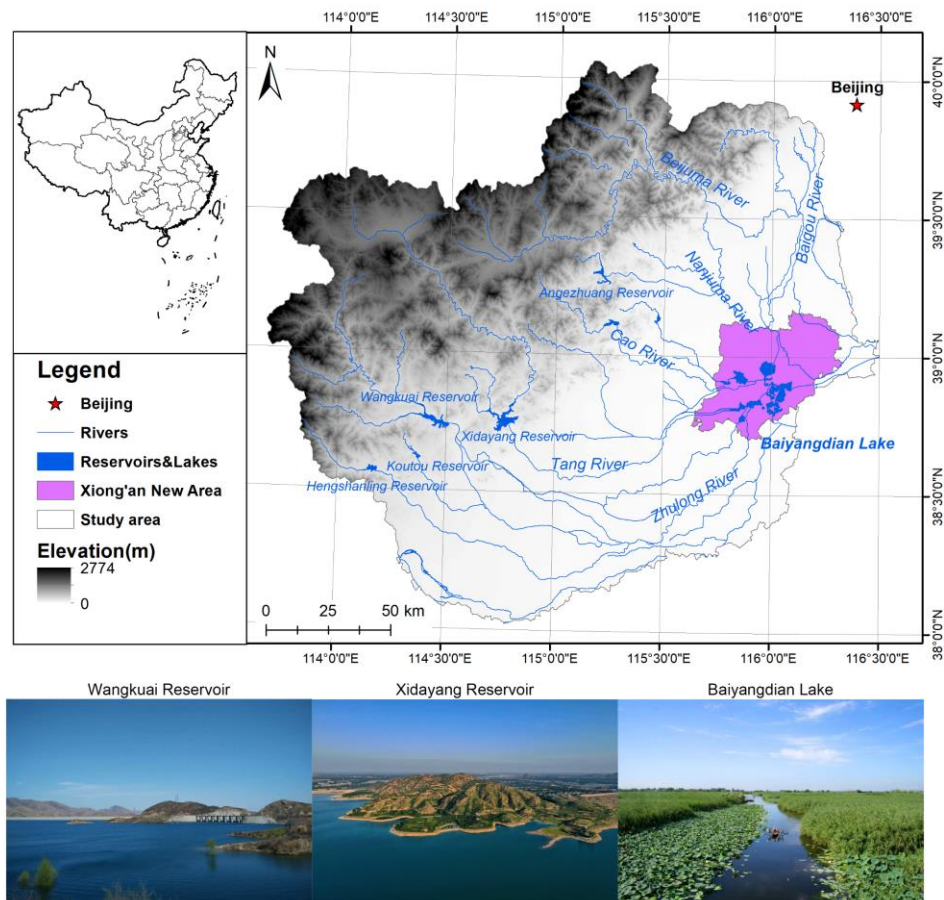 114°0'0"E
114°30'0"E
115°0'0"E
115°30'0"E
116°0'0"E
116°30'0"E
N
Beijing
40°0'0"N
Beijuma River
Baigou River
39°30'0"N
Nanjuma River
Angezhuang Reservoir
Cao River
39°0'0"N
Legend
Beijing
Rivers
Reservoirs&Lakes
Xiong'an New Area
Study area
Elevation(m)
2774
0
Wangkuai Reservoir
Xidayang Reservoir
Baiyangdian Lake
Koutou Reservoir
Tang River
Hengshanling Reservoir
Zhulong River
38°30'0"N
0 25 50 km
38°0'0"N
114°0'0"E
114°30'0"E
115°0'0"E
115°30'0"E
116°0'0"E
116°30'0"E
Wangkuai Reservoir
Xidayang Reservoir
Baiyangdian Lake